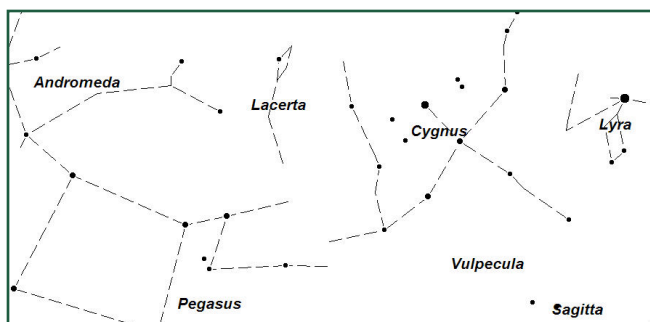 Andromeda
Lacerta
Cygnus
Lyra
Vulpecula
Pegasus
Sagitta